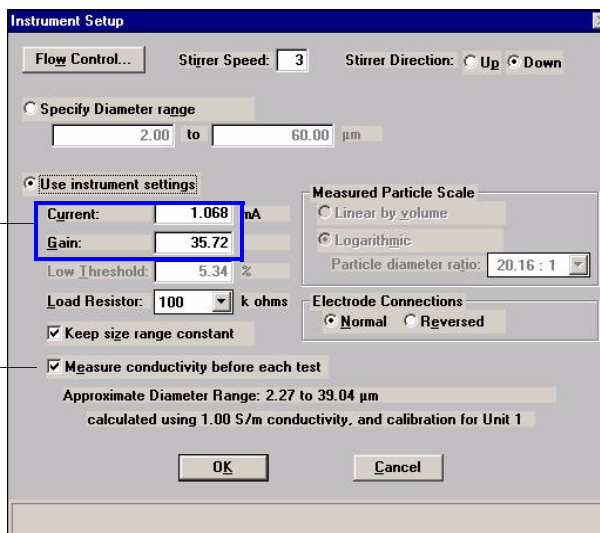 Instrument Setup
Flow Control... Stirrer Speed: 3 Stirrer Direction: Up Down
Specify Diameter range
2.00 to 60.00 µm
Use instrument settings
Current: 1.068 mA
Gain: 35.72
Low Threshold: 5.34 %
Load Resistor: 100 k ohms
Keep size range constant
Measured Particle Scale
Linear by volume
Logarithmic
Particle diameter ratio: 20.16 : 1
Electrode Connections
Normal Reversed
Measure conductivity before each test
Approximate Diameter Range: 2.27 to 39.04 µm
calculated using 1.00 S/m conductivity, and calibration for Unit 1
OK Cancel